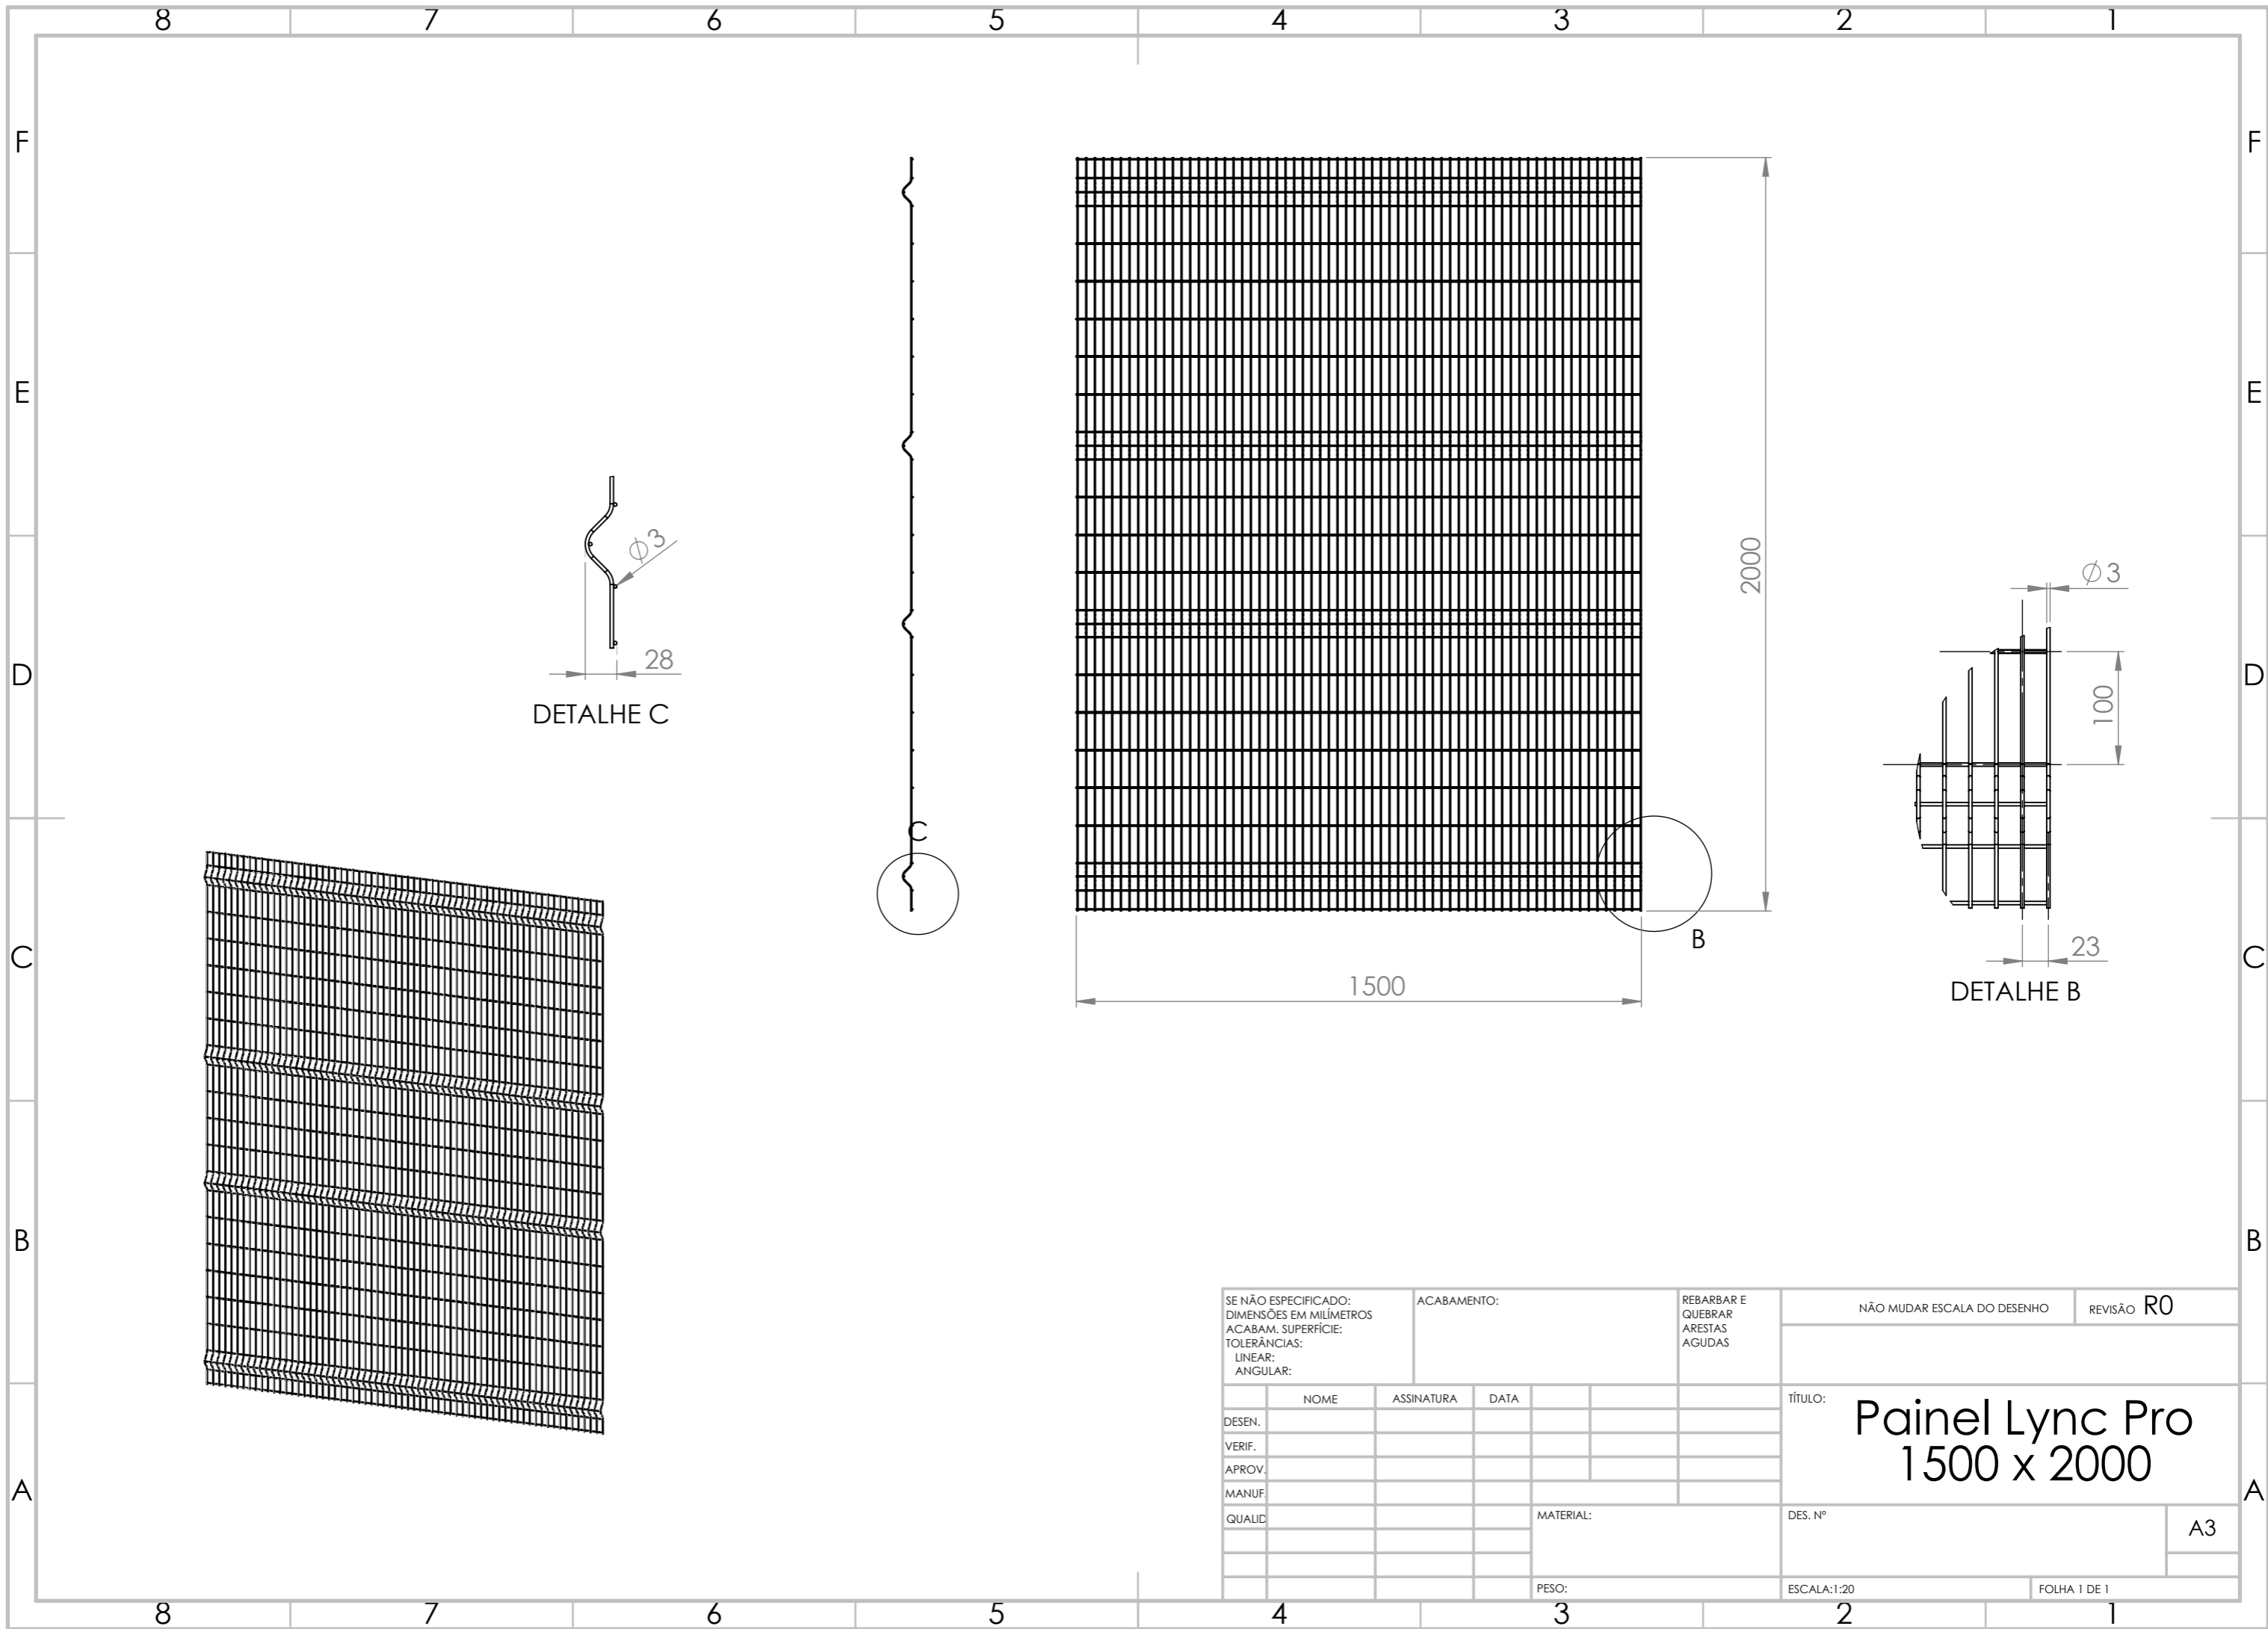 8 7 6 5 4 3 2 1
F F
E E
D D
C C
B B
A A
2000
1500
C
B
∅3
28
DETALHE C
∅3
100
23
DETALHE B
SE NÃO ESPECIFICADO:
DIMENSÕES EM MILÍMETROS
ACABAM. SUPERFÍCIE:
TOLERÂNCIAS:
LINEAR:
ANGULAR:
ACABAMENTO:
REBARBAR E
QUEBRAR
ARESTAS
AGUDAS
NÃO MUDAR ESCALA DO DESENHO
REVISÃO R0
NOME ASSINATURA DATA
DESEN.
VERIF.
APROV.
MANUF.
QUALID
TÍTULO:
Painel Lync Pro
1500 x 2000
MATERIAL:
DES. Nº
A3
PESO:
ESCALA:1:20
FOLHA 1 DE 1
8 7 6 5 4 3 2 1